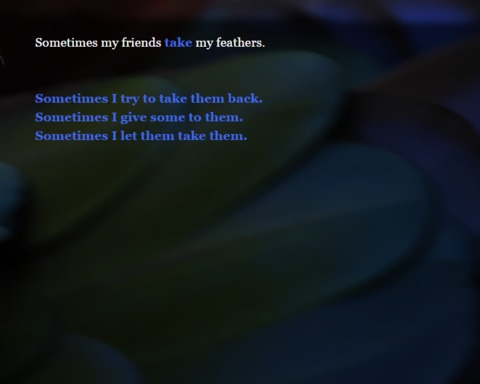 Sometimes my friends take my feathers.
Sometimes I try to take them back.
Sometimes I give some to them.
Sometimes I let them take them.